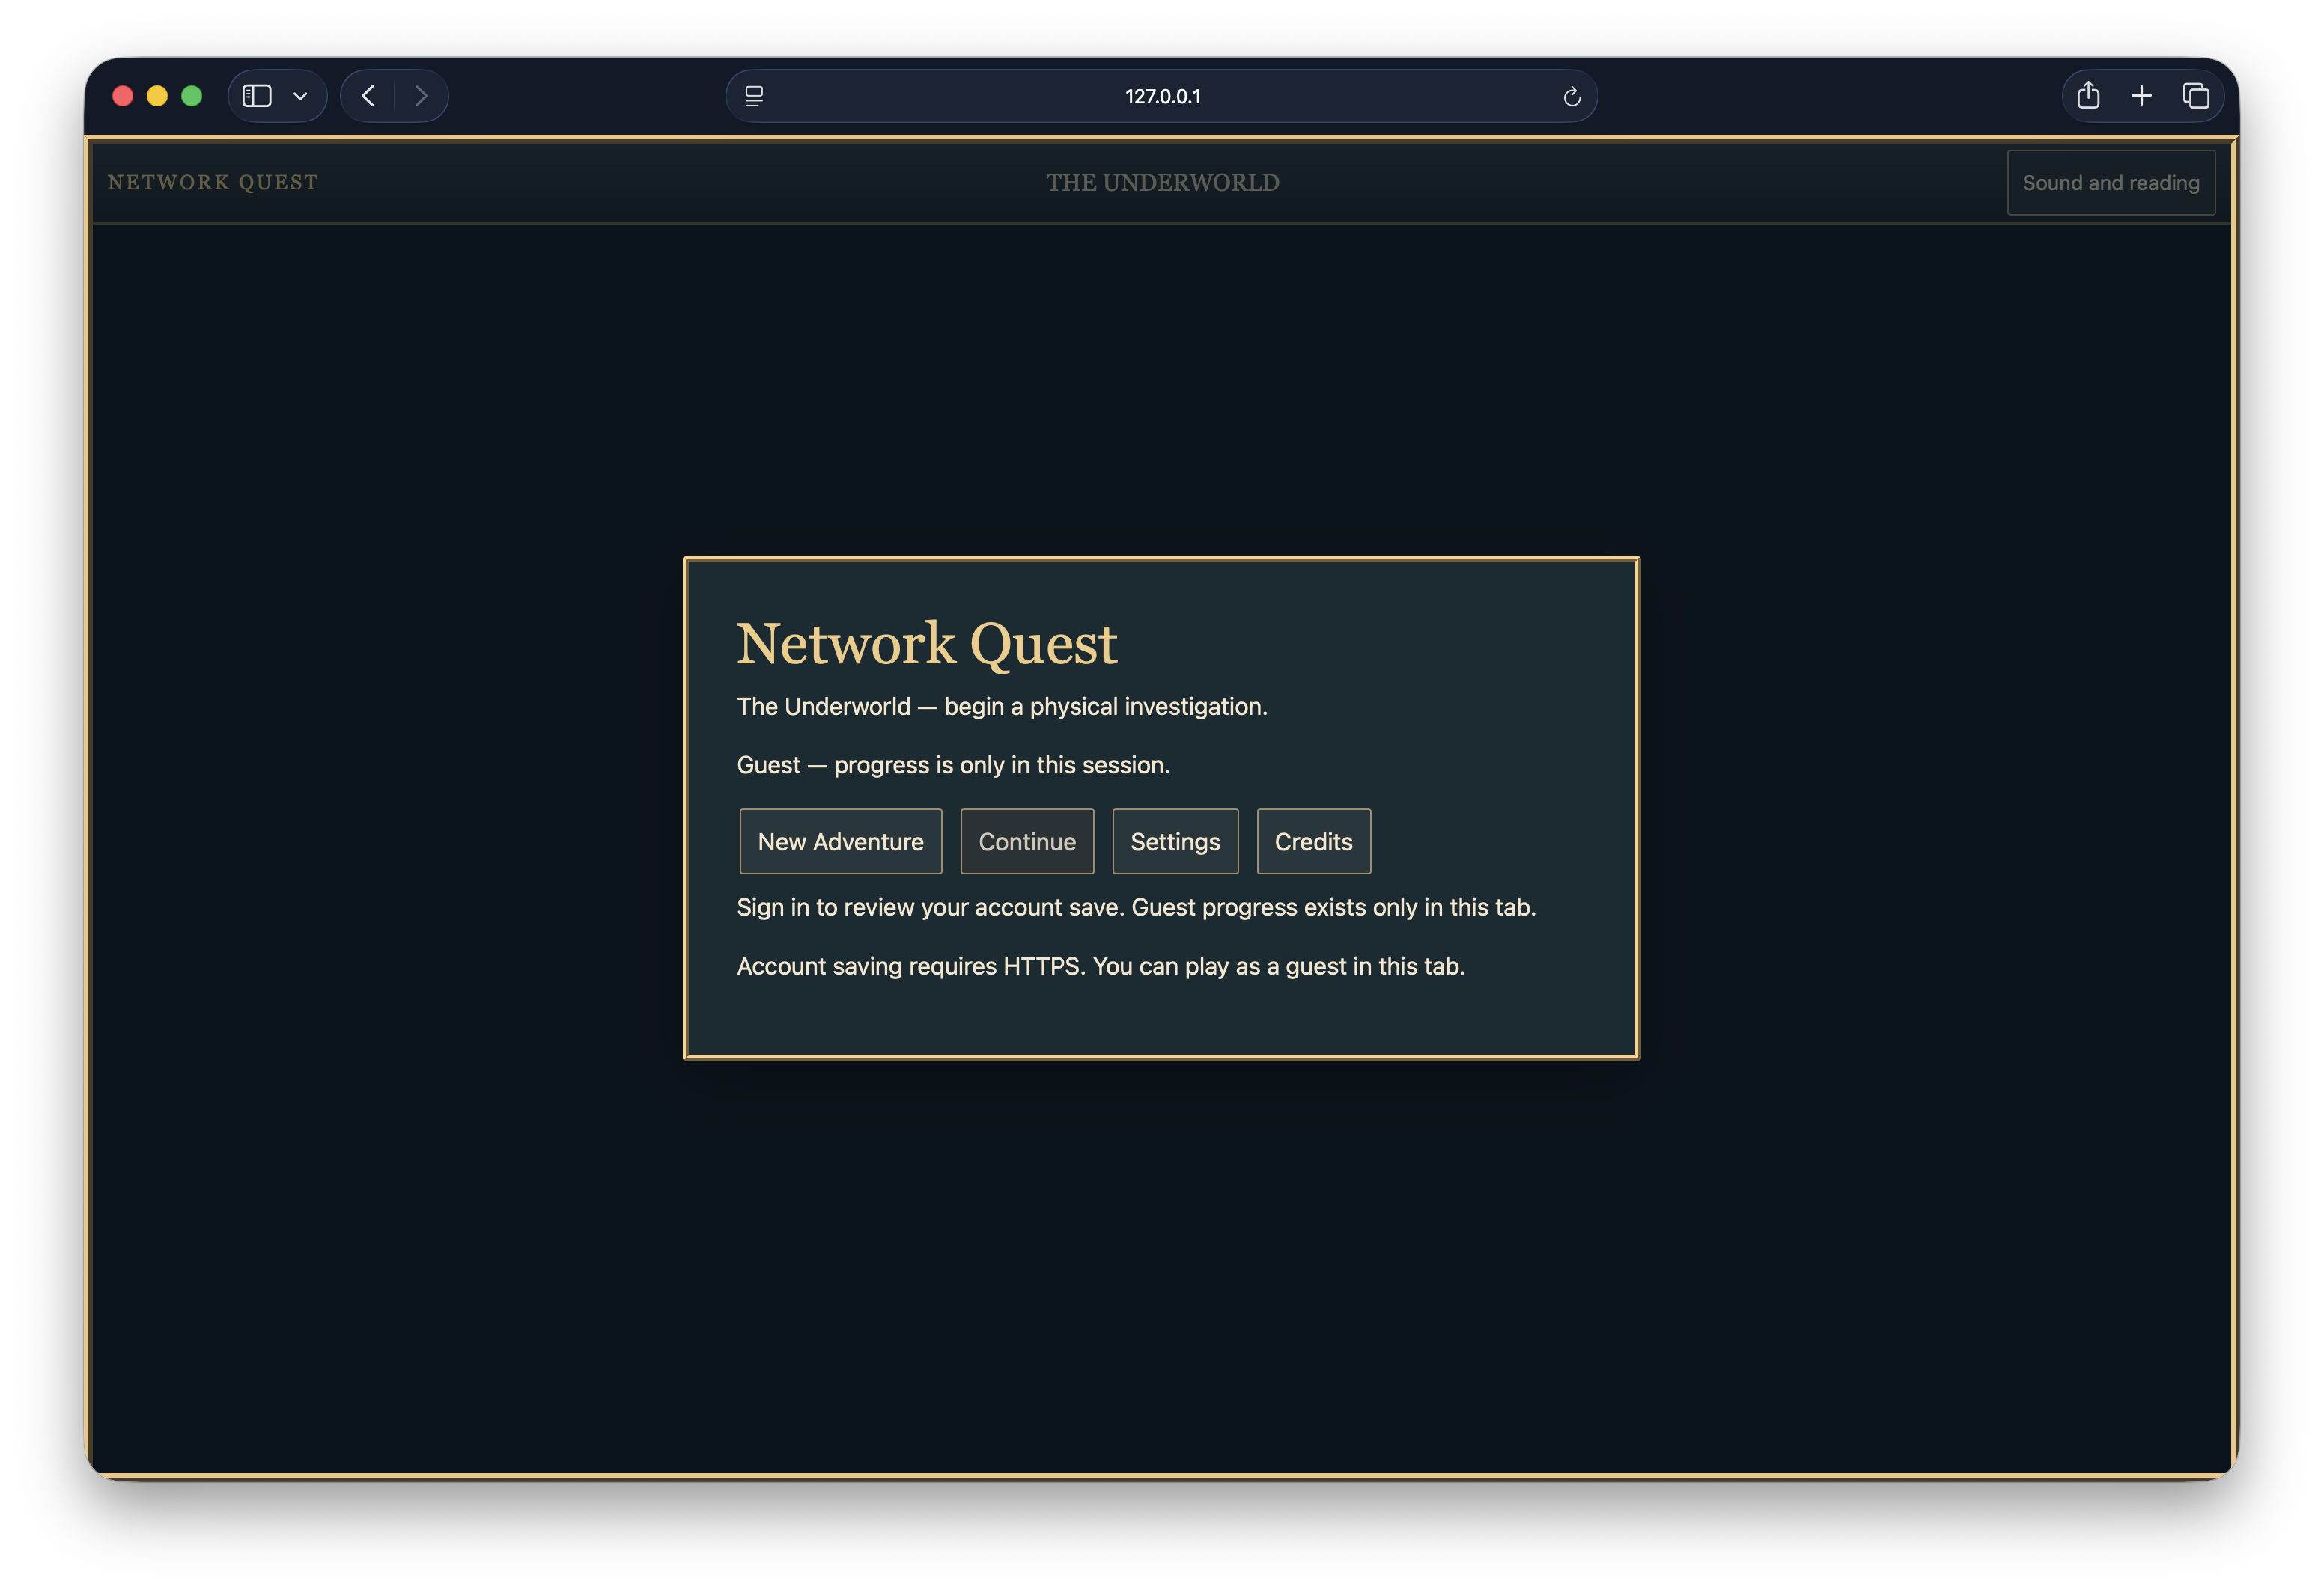 127.0.0.1
NETWORK QUEST
THE UNDERWORLD
Sound and reading
Network Quest
The Underworld — begin a physical investigation.
Guest — progress is only in this session.
New Adventure
Continue
Settings
Credits
Sign in to review your account save. Guest progress exists only in this tab.
Account saving requires HTTPS. You can play as a guest in this tab.